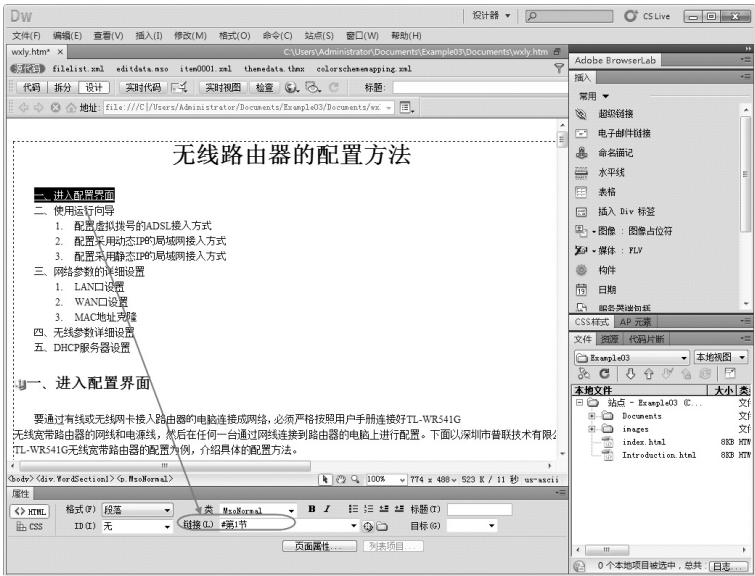 Dw
设计器
CS Live
文件(F) 编辑(E) 查看(V) 插入(I) 修改(M) 格式(O) 命令(C) 站点(S) 窗口(W) 帮助(H)
wxly.htm* × C:\Users\Administrator\Documents\Example03\Documents\wxly.htm
源代码 filelist.xml editdata.mso item0001.xml themedata.thmx colorschememapping.xml
代码 拆分 设计 实时代码 实时视图 检查 标题:
地址: file:///C|/Users/Administrator/Documents/Example03/Documents/wx
无线路由器的配置方法
一、进入配置界面
二、使用运行向导
1. 配置虚拟拨号的ADSL接入方式
2. 配置采用动态IP的局域网接入方式
3. 配置采用静态IP的局域网接入方式
三、网络参数的详细设置
1. LAN口设置
2. WAN口设置
3. MAC地址克隆
四、无线参数详细设置
五、DHCP服务器设置
一、进入配置界面
要通过有线或无线网卡接入路由器的电脑连接成网络，必须严格按照用户手册连接好TL-WR541G
无线宽带路由器的网线和电源线，然后在任何一台通过网线连接到路由器的电脑上进行配置。下面以深圳市普联技术有限
TL-WR541G无线宽带路由器的配置为例，介绍具体的配置方法。
<body> <div.WordSection1> <p.MsoNormal> 100% 774 x 488 523 K / 11 秒 us-ascii
属性
<> HTML 格式(F) 段落 类 MsoNormal B I 标题(T)
CSS ID(I) 无 链接(L) #第1节 目标(G)
页面属性... 列表项目...
Adobe BrowserLab
插入
常用
超级链接
电子邮件链接
命名锚记
水平线
表格
插入 Div 标签
图像 : 图像占位符
媒体 : FLV
构件
日期
服务器端包括
CSS样式 AP 元素
文件 资源 代码片断
Example03 本地视图
本地文件 大小 类
站点 - Example03 (C... 文件
Documents 文件
images 文件
index.html 8KB HTM
Introduction.html 8KB HTM
0 个本地项目被选中，总共: 日志...